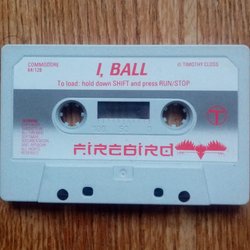 COMMODORE
64/128
I, BALL
© TIMOTHY CLOSS
To load: hold down SHIFT and press RUN/STOP
FIREBIRD